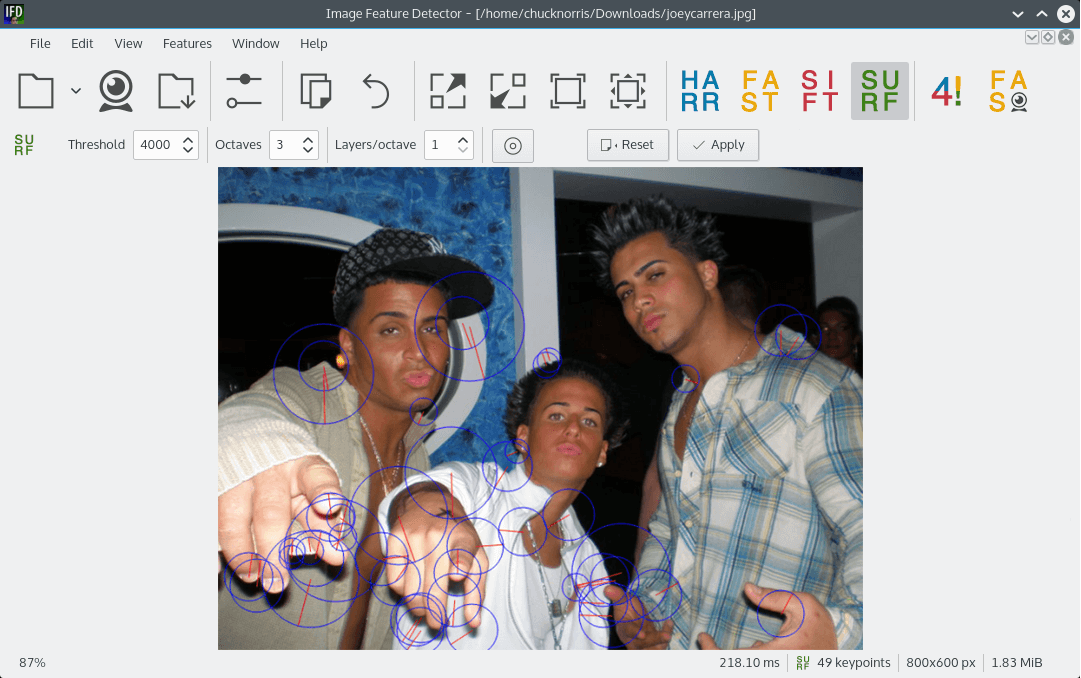 IFD
Image Feature Detector – [/home/chucknorris/Downloads/joeycarrera.jpg]
File Edit View Features Window Help
HA
RR
FA
ST
SI
FT
SU
RF
4!
FA
S
SU
RF
Threshold 4000 Octaves 3 Layers/octave 1 Reset Apply
87% 218.10 ms SU
RF 49 keypoints 800x600 px 1.83 MiB